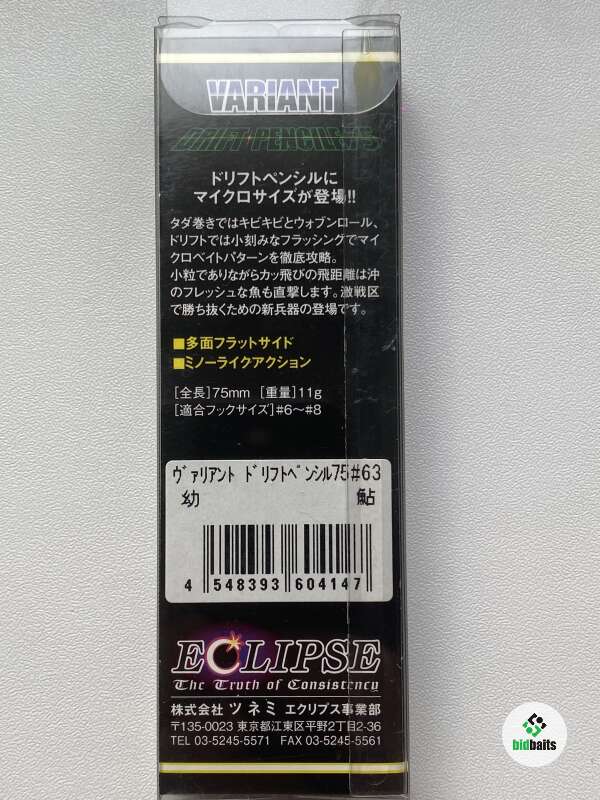 VARIANT
DRIFT PENCIL 75
ドリフトペンシルに
マイクロサイズが登場!!
タダ巻きではキビキビとウォブンロール、
ドリフトでは小刻みなフラッシングでマイ
クロベイトパターンを徹底攻略。
小粒でありながらカッ飛びの飛距離は沖
のフレッシュな魚も直撃します。激戦区
で勝ち抜くための新兵器の登場です。
■多面フラットサイド
■ミノーライクアクション
[全長]75mm [重量]11g
[適合フックサイズ]#6〜#8
ヴァリアント ドリフトペンシル75#63
幼 鮎
4 548393 604147
ECLIPSE
The Truth of Consistency
株式会社 ツネミ エクリプス事業部
〒135-0023 東京都江東区平野2丁目2-36
TEL 03-5245-5571 FAX 03-5245-5561
bidbaits